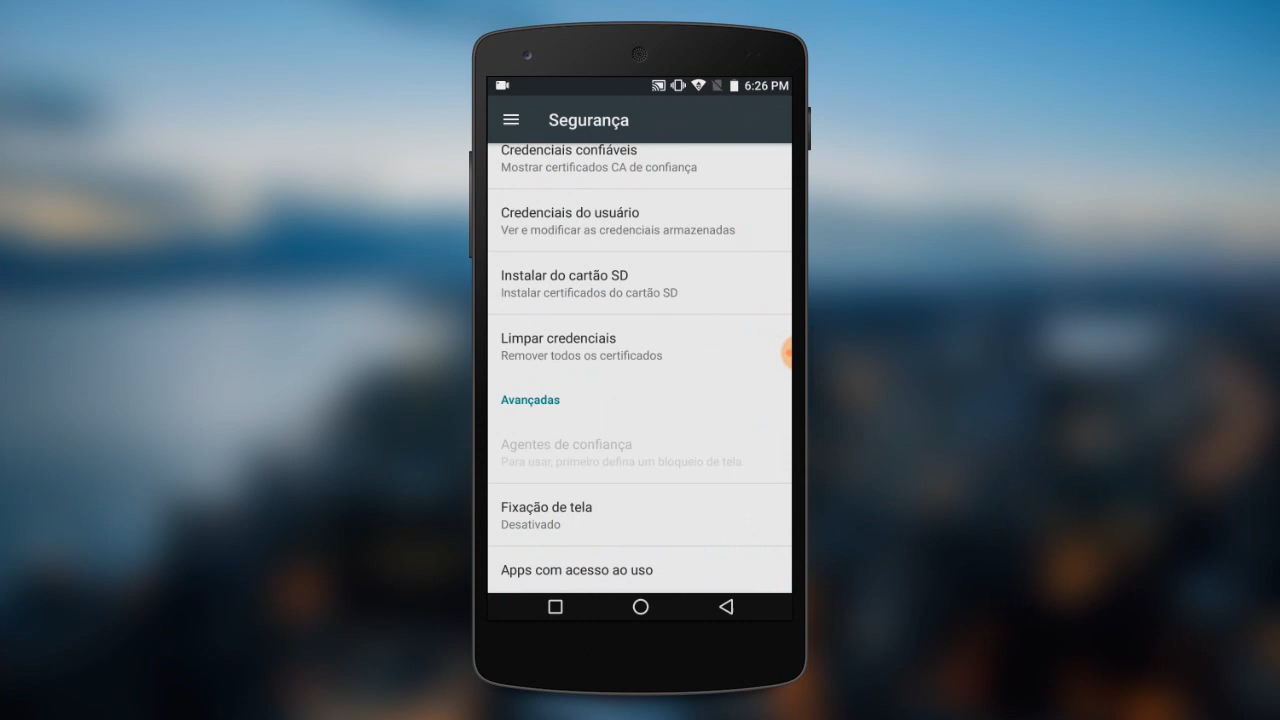 6:26 PM
Segurança
Credenciais confiáveis
Mostrar certificados CA de confiança
Credenciais do usuário
Ver e modificar as credenciais armazenadas
Instalar do cartão SD
Instalar certificados do cartão SD
Limpar credenciais
Remover todos os certificados
Avançadas
Agentes de confiança
Para usar, primeiro defina um bloqueio de tela
Fixação de tela
Desativado
Apps com acesso ao uso